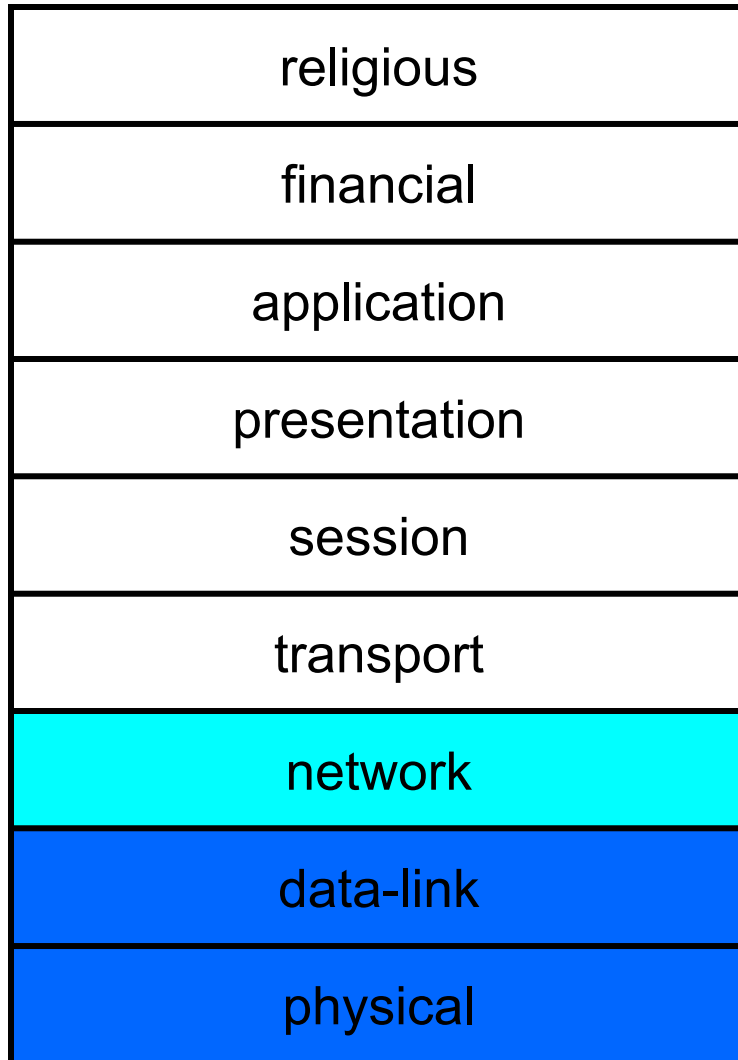 religious
financial
application
presentation
session
transport
network
data-link
physical